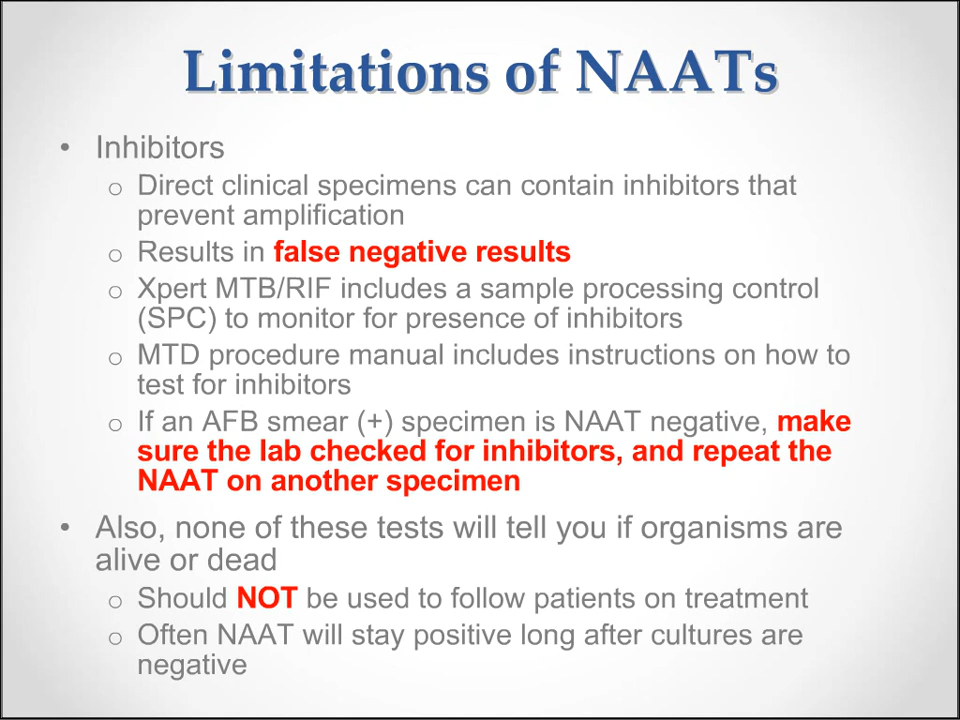 Limitations of NAATs
• Inhibitors
o Direct clinical specimens can contain inhibitors that
prevent amplification
o Results in false negative results
o Xpert MTB/RIF includes a sample processing control
(SPC) to monitor for presence of inhibitors
o MTD procedure manual includes instructions on how to
test for inhibitors
o If an AFB smear (+) specimen is NAAT negative, make
sure the lab checked for inhibitors, and repeat the
NAAT on another specimen
• Also, none of these tests will tell you if organisms are
alive or dead
o Should NOT be used to follow patients on treatment
o Often NAAT will stay positive long after cultures are
negative